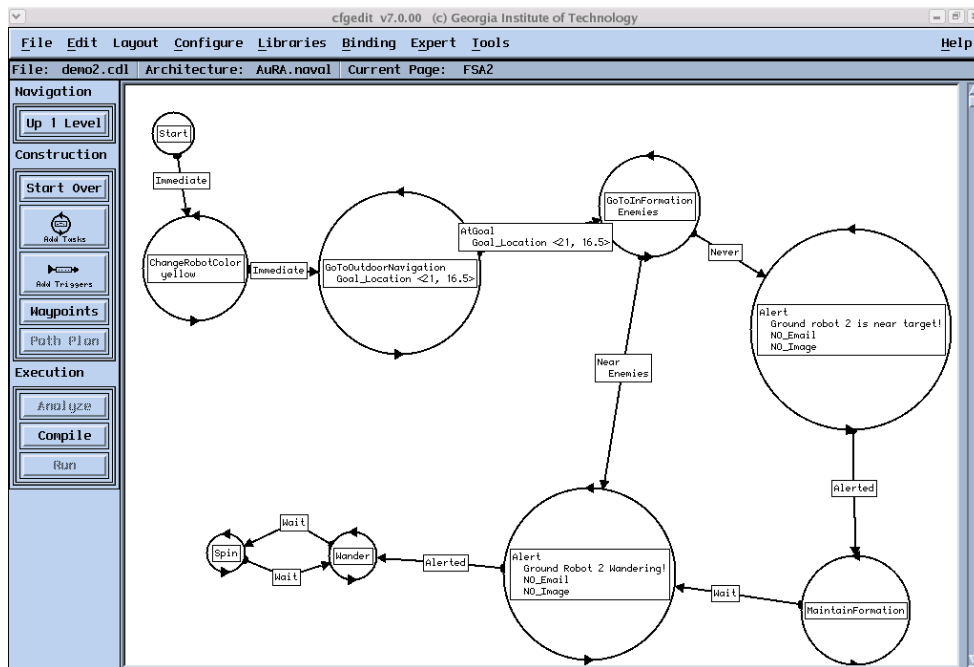 cfgedit v7.0.00 (c) Georgia Institute of Technology
File Edit Layout Configure Libraries Binding Expert Tools Help
File: demo2.cdl Architecture: AuRA.naval Current Page: FSA2
Navigation
Up 1 Level
Construction
Start Over
Add Tasks
Add Triggers
Waypoints
Path Plan
Execution
Analyze
Compile
Run
Start
Immediate
ChangeRobotColor
yellow
Immediate
GoToOutdoorNavigation
Goal_Location <21, 16.5>
AtGoal
Goal_Location <21, 16.5>
GoToInFormation
Enemies
Never
Alert
Ground robot 2 is near target!
NO_Email
NO_Image
Near
Enemies
Alerted
MaintainFormation
Wait
Alert
Ground Robot 2 Wandering!
NO_Email
NO_Image
Alerted
Wander
Wait
Wait
Spin